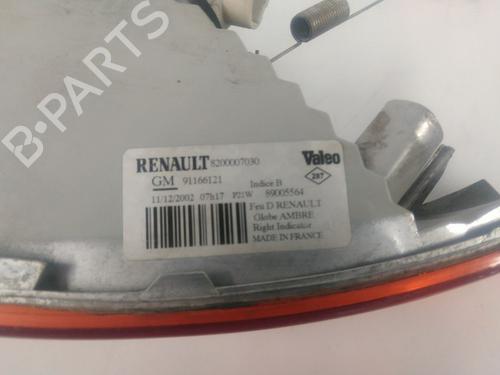 B-PARTS
RENAULT 8200007030 Valeo
GM 91166121 Indice B 287
11/12/2002 07h17 P21W 89005564
Feu D RENAULT
Globe AMBRE
Right Indicator
MADE IN FRANCE